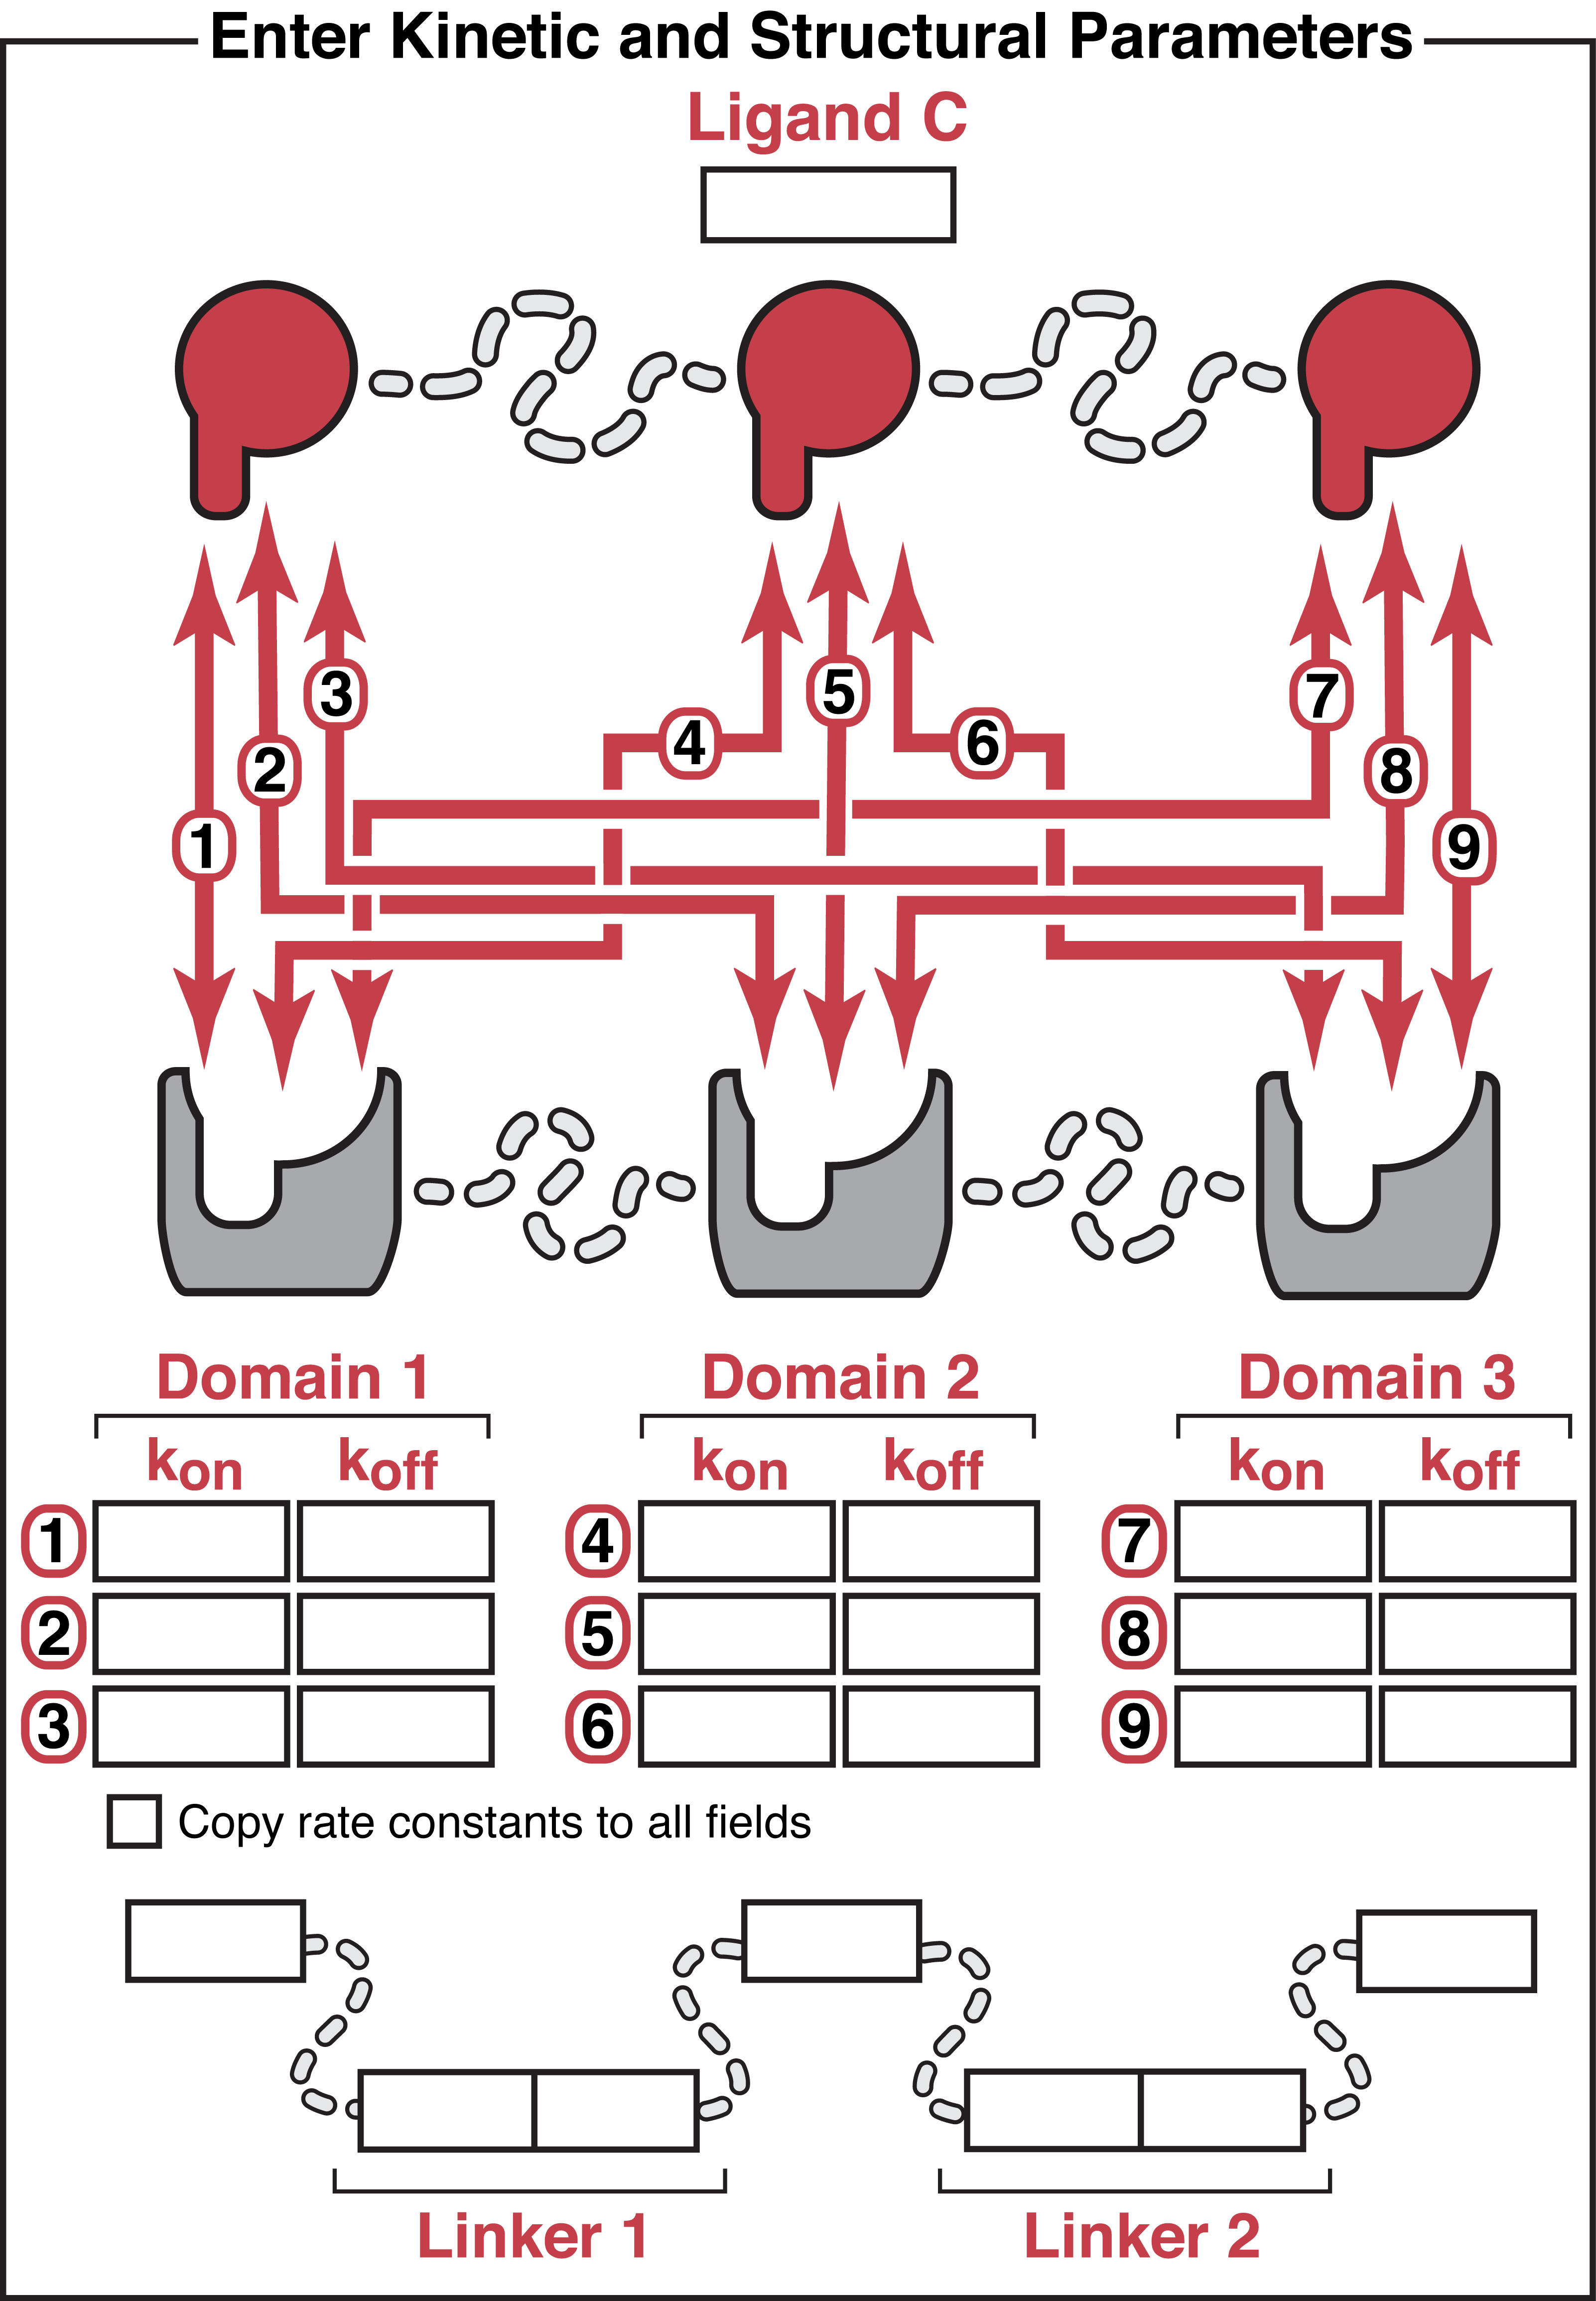 Enter Kinetic and Structural Parameters
Ligand C
3
5
7
4
6
2
8
1
9
Domain 1 Domain 2 Domain 3
kon koff kon koff kon koff
1 4 7
2 5 8
3 6 9
Copy rate constants to all fields
Linker 1 Linker 2